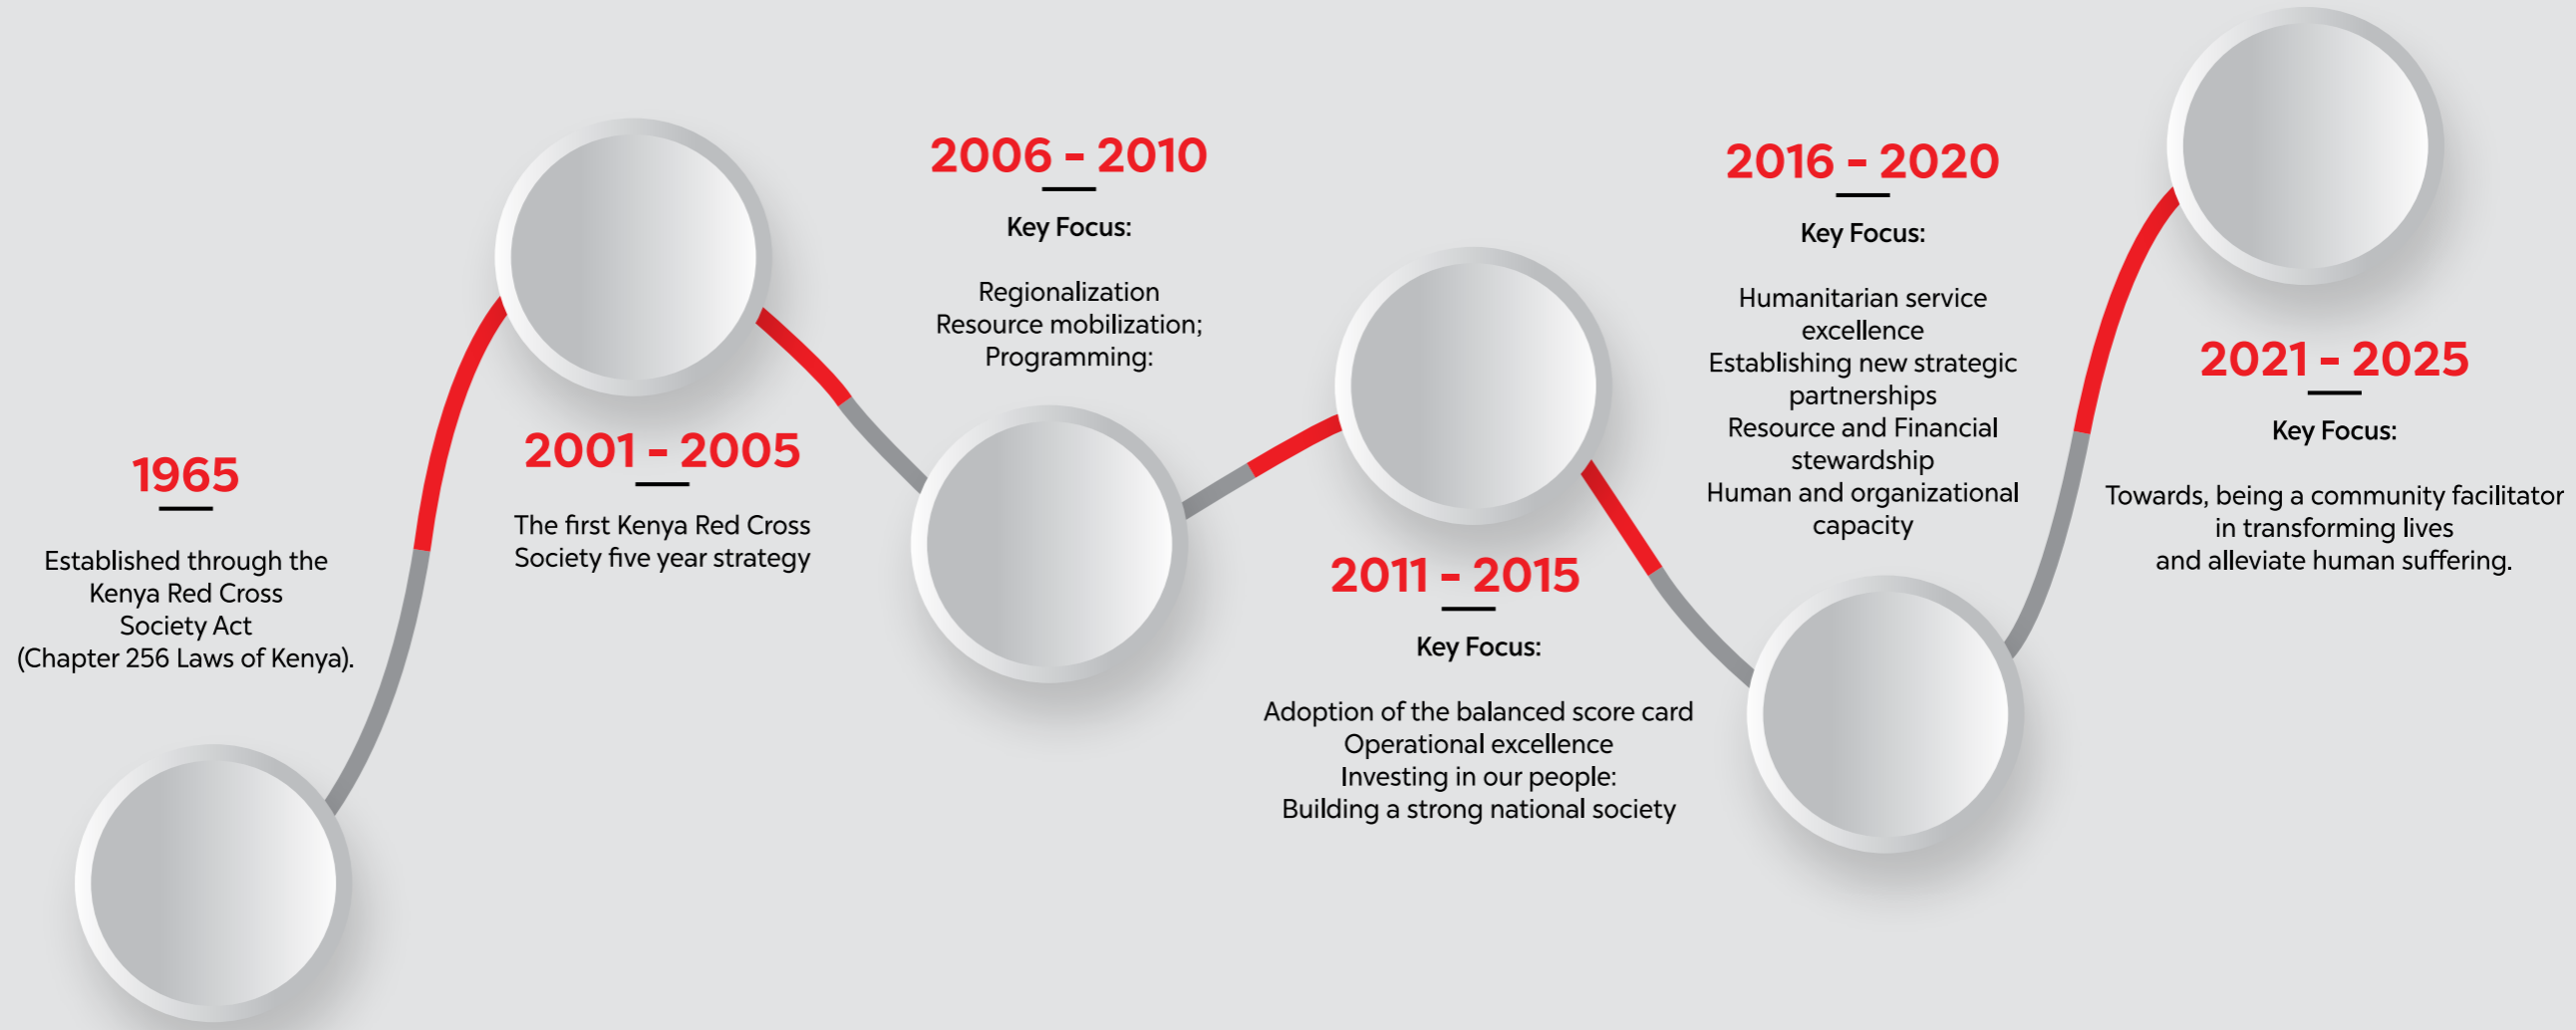 1965
Established through the
Kenya Red Cross
Society Act
(Chapter 256 Laws of Kenya).
2001 - 2005
The first Kenya Red Cross
Society five year strategy
2006 - 2010
Key Focus:
Regionalization
Resource mobilization;
Programming:
2011 - 2015
Key Focus:
Adoption of the balanced score card
Operational excellence
Investing in our people:
Building a strong national society
2016 - 2020
Key Focus:
Humanitarian service
excellence
Establishing new strategic
partnerships
Resource and Financial
stewardship
Human and organizational
capacity
2021 - 2025
Key Focus:
Towards, being a community facilitator
in transforming lives
and alleviate human suffering.